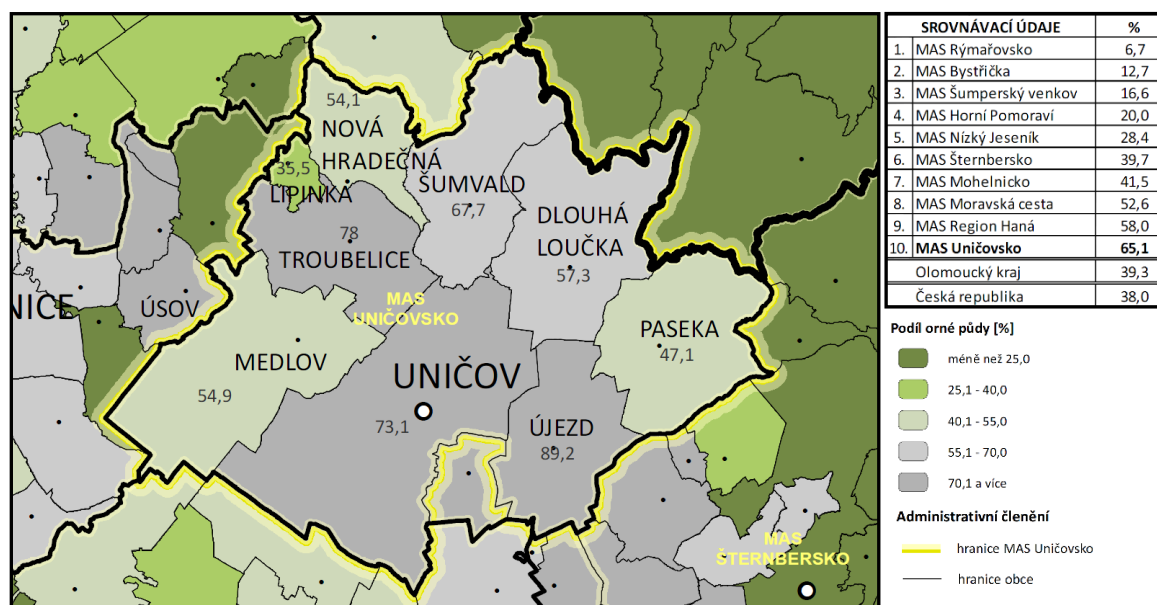 54,1
NOVÁ
HRADEČNÁ
35,5
LIPINKA
ŠUMVALD
67,7
DLOUHÁ
LOUČKA
57,3
78
TROUBELICE
MAS
UNIČOVSKO
NICE
ÚSOV
MEDLOV
54,9
PASEKA
47,1
UNIČOV
73,1
ÚJEZD
89,2
MAS
ŠTERNBERSKO
SROVNÁVACÍ ÚDAJE %
1. MAS Rýmařovsko 6,7
2. MAS Bystřička 12,7
3. MAS Šumperský venkov 16,6
4. MAS Horní Pomoraví 20,0
5. MAS Nízký Jeseník 28,4
6. MAS Šternbersko 39,7
7. MAS Mohelnicko 41,5
8. MAS Moravská cesta 52,6
9. MAS Region Haná 58,0
10. MAS Uničovsko 65,1
Olomoucký kraj 39,3
Česká republika 38,0
Podíl orné půdy [%]
méně než 25,0
25,1 - 40,0
40,1 - 55,0
55,1 - 70,0
70,1 a více
Administrativní členění
hranice MAS Uničovsko
hranice obce